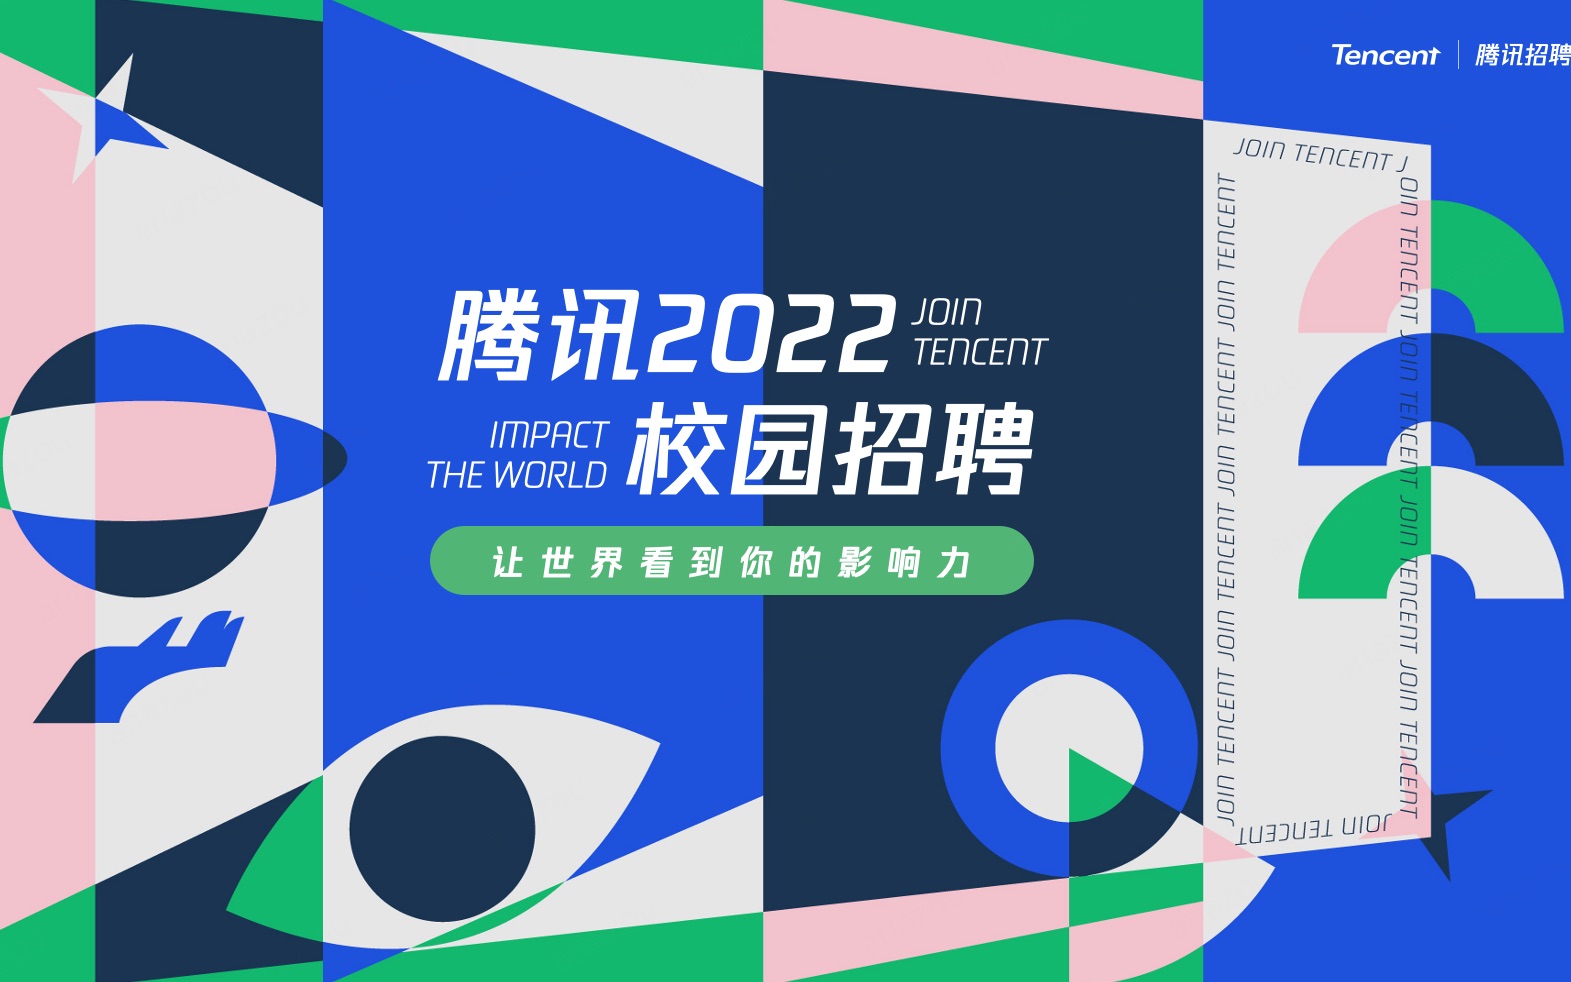 Tencent | 腾讯招聘
腾讯2022 JOIN TENCENT
IMPACT THE WORLD 校园招聘
让世界看到你的影响力
JOIN TENCENT J
OIN TENCENT JOIN TENCENT JOIN TENCENT JOIN TENCENT
JOIN TENCENT
JOIN TENCENT JOIN TENCENT JOIN TENCENT JOIN TENCENT